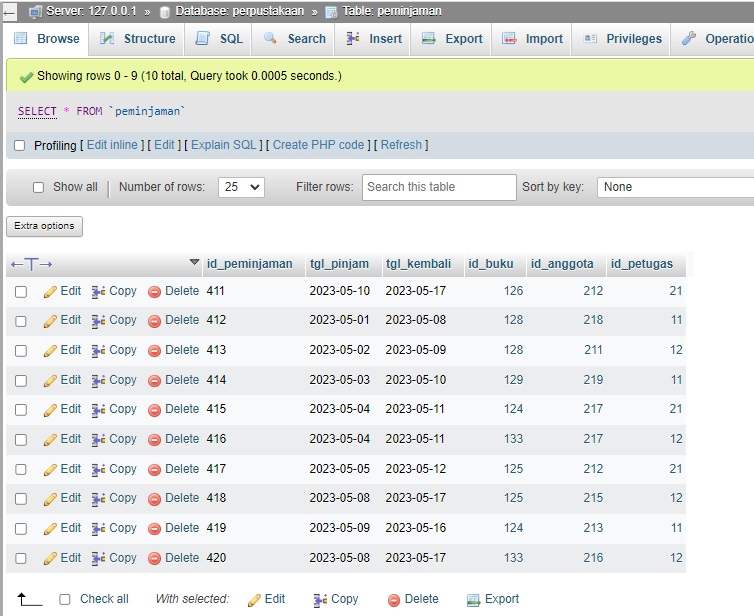 Server: 127.0.0.1 » Database: perpustakaan » Table: peminjaman
Browse Structure SQL Search Insert Export Import Privileges Operatio
Showing rows 0 - 9 (10 total, Query took 0.0005 seconds.)
SELECT * FROM `peminjaman`
Profiling [ Edit inline ] [ Edit ] [ Explain SQL ] [ Create PHP code ] [ Refresh ]
Show all Number of rows: 25 Filter rows: Search this table Sort by key: None
Extra options
←T→ id_peminjaman tgl_pinjam tgl_kembali id_buku id_anggota id_petugas
Edit Copy Delete 411 2023-05-10 2023-05-17 126 212 21
Edit Copy Delete 412 2023-05-01 2023-05-08 128 218 11
Edit Copy Delete 413 2023-05-02 2023-05-09 128 211 12
Edit Copy Delete 414 2023-05-03 2023-05-10 129 219 11
Edit Copy Delete 415 2023-05-04 2023-05-11 124 217 21
Edit Copy Delete 416 2023-05-04 2023-05-11 133 217 12
Edit Copy Delete 417 2023-05-05 2023-05-12 125 212 21
Edit Copy Delete 418 2023-05-08 2023-05-17 125 215 12
Edit Copy Delete 419 2023-05-09 2023-05-16 124 213 11
Edit Copy Delete 420 2023-05-08 2023-05-17 133 216 12
Check all With selected: Edit Copy Delete Export